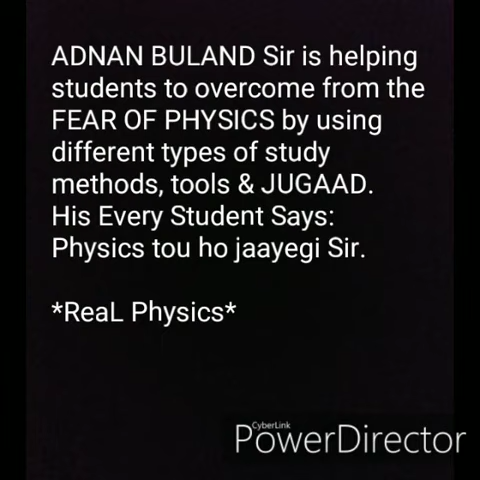 ADNAN BULAND Sir is helping
students to overcome from the
FEAR OF PHYSICS by using
different types of study
methods, tools & JUGAAD.
His Every Student Says:
Physics tou ho jaayegi Sir.
*ReaL Physics*
CyberLink
PowerDirector